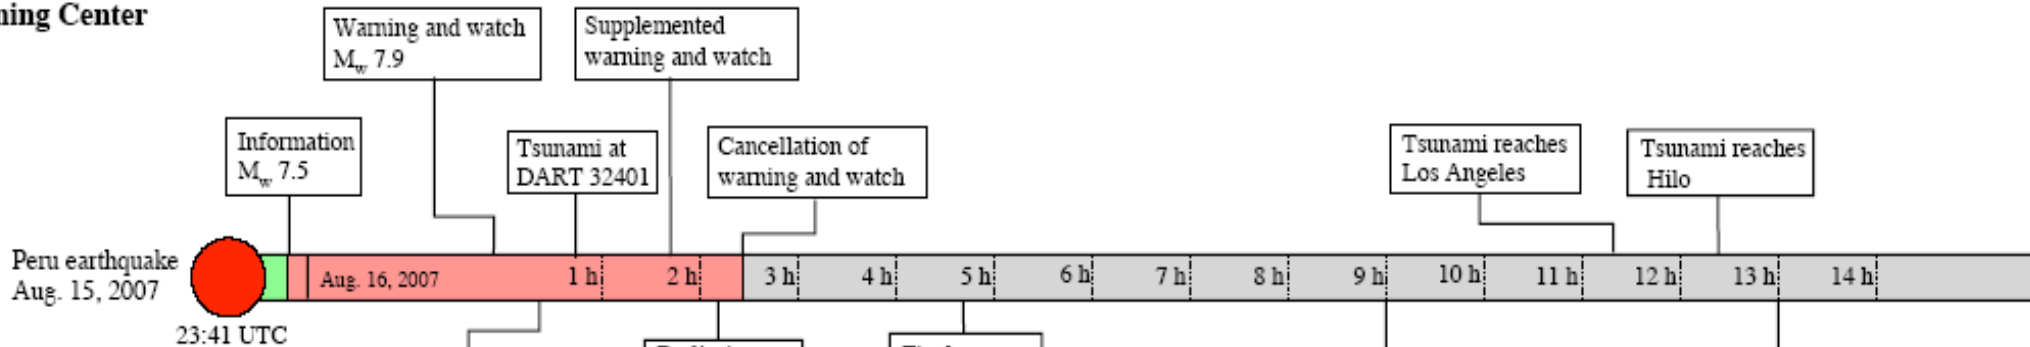 ning Center
Warning and watch
Mw 7.9
Supplemented
warning and watch
Information
Mw 7.5
Tsunami at
DART 32401
Cancellation of
warning and watch
Tsunami reaches
Los Angeles
Tsunami reaches
Hilo
Peru earthquake
Aug. 15, 2007
23:41 UTC
Aug. 16, 2007 1 h 2 h 3 h 4 h 5 h 6 h 7 h 8 h 9 h 10 h 11 h 12 h 13 h 14 h